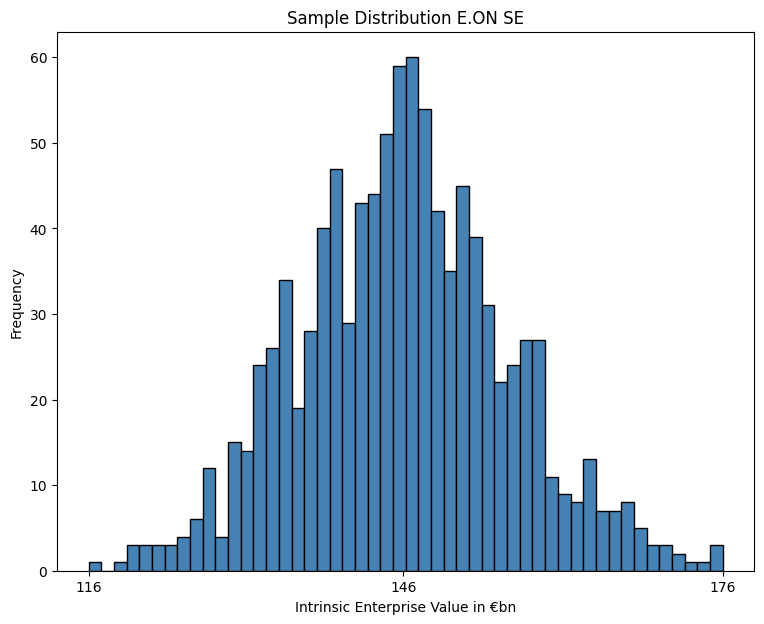 Sample Distribution E.ON SE
60
50
40
30
20
10
0
Frequency
116 146 176
Intrinsic Enterprise Value in €bn